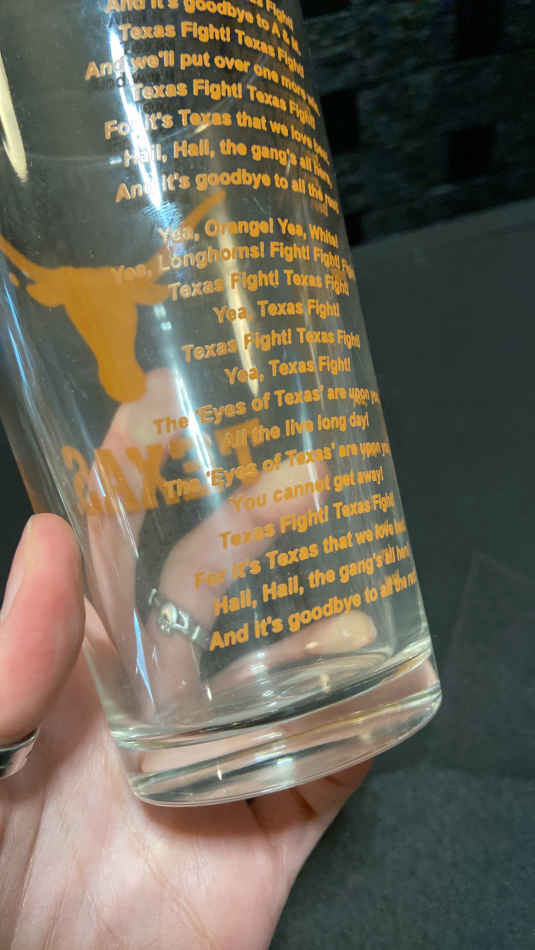 Texas Fight!
And it's goodbye to A & M.
Texas Fight! Texas Fight!
And we'll put over one more
Texas Fight! Texas Fight!
For it's Texas that we love best,
Hail, Hail, the gang's all here,
And it's goodbye to all the rest!
Yea, Orange! Yea, White!
Yea, Longhorns! Fight! Fight! Fight!
Texas Fight! Texas Fight!
Yea, Texas Fight!
Texas Fight! Texas Fight!
Yea, Texas Fight!
The 'Eyes of Texas' are upon you
All the live long day!
The 'Eyes of Texas' are upon you
You cannot get away!
Texas Fight! Texas Fight!
For it's Texas that we love
Hail, Hail, the gang's all here
And it's goodbye to all the
TEXAS